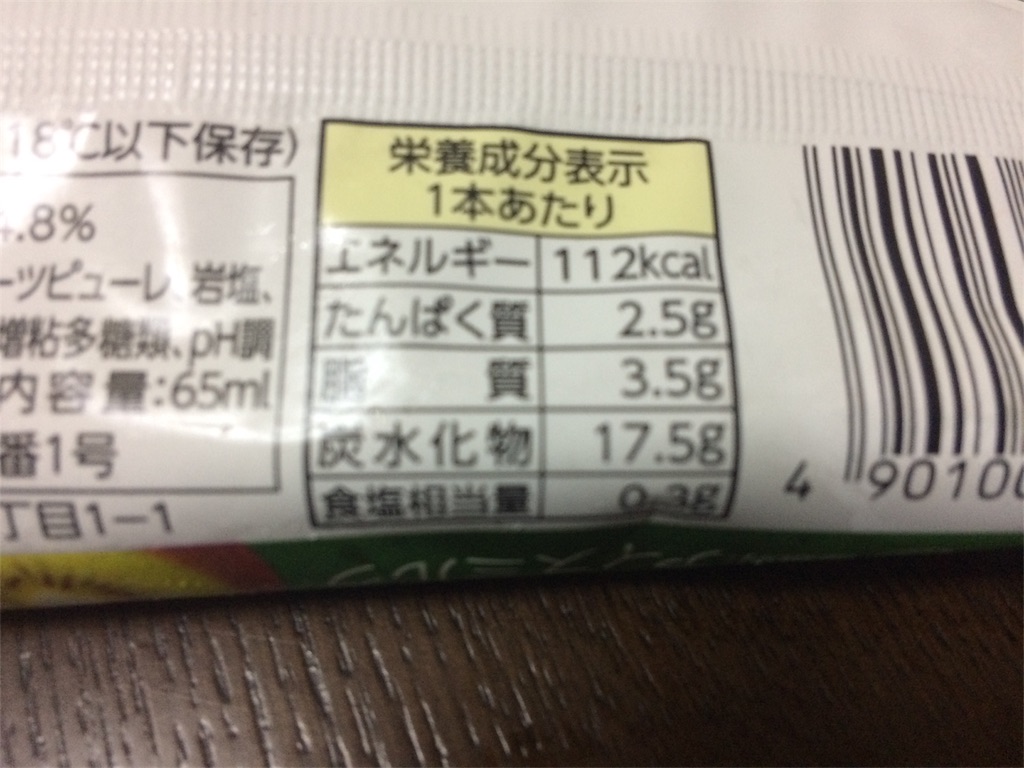 18℃以下保存)
4.8%
ーツピューレ、岩塩、
増粘多糖類、pH調
内容量:65ml
番1号
丁目1-1
栄養成分表示
1本あたり
エネルギー 112kcal
たんぱく質 2.5g
脂質 3.5g
炭水化物 17.5g
食塩相当量 0.3g
4 90100